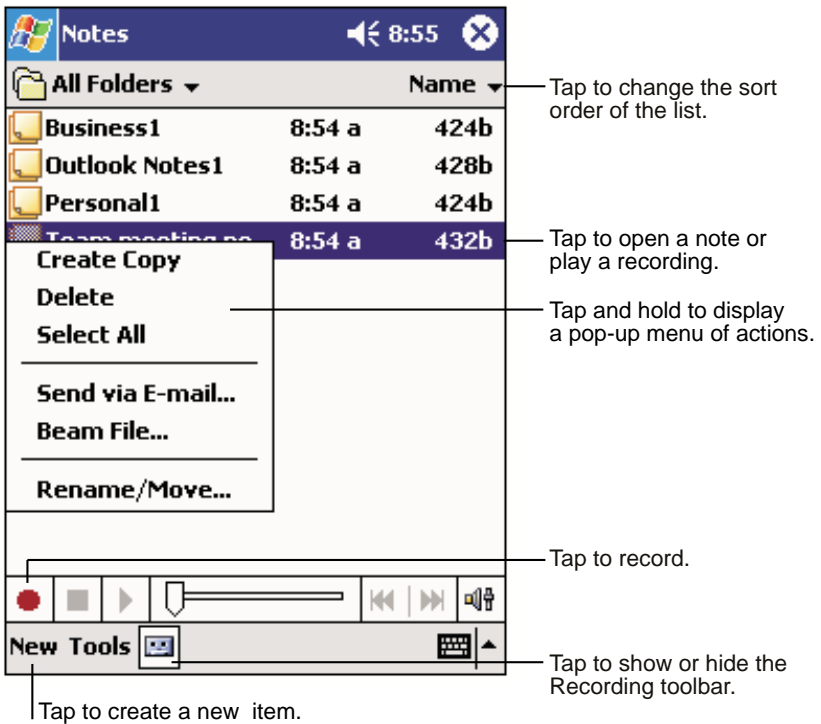 Notes 8:55
All Folders Name
Tap to change the sort
order of the list.
Business1 8:54 a 424b
Outlook Notes1 8:54 a 428b
Personal1 8:54 a 424b
Team meeting no 8:54 a 432b
Tap to open a note or
play a recording.
Create Copy
Delete
Select All
Tap and hold to display
a pop-up menu of actions.
Send via E-mail...
Beam File...
Rename/Move...
Tap to record.
New Tools
Tap to show or hide the
Recording toolbar.
Tap to create a new item.